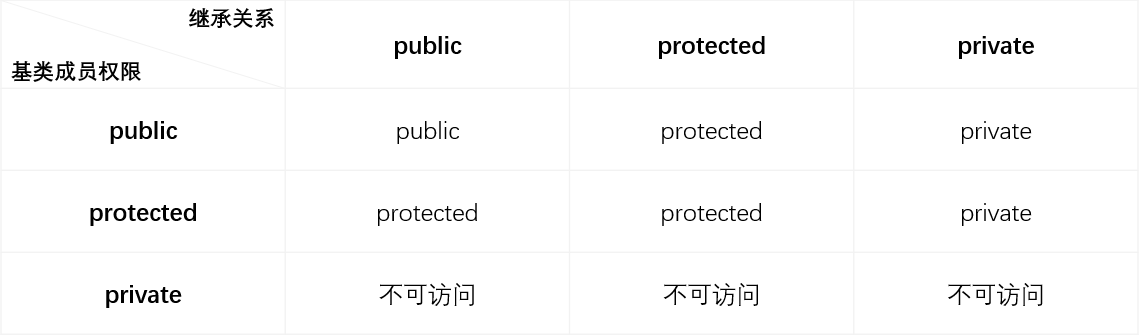 继承关系
基类成员权限
public protected private
public public protected private
protected protected protected private
private 不可访问 不可访问 不可访问